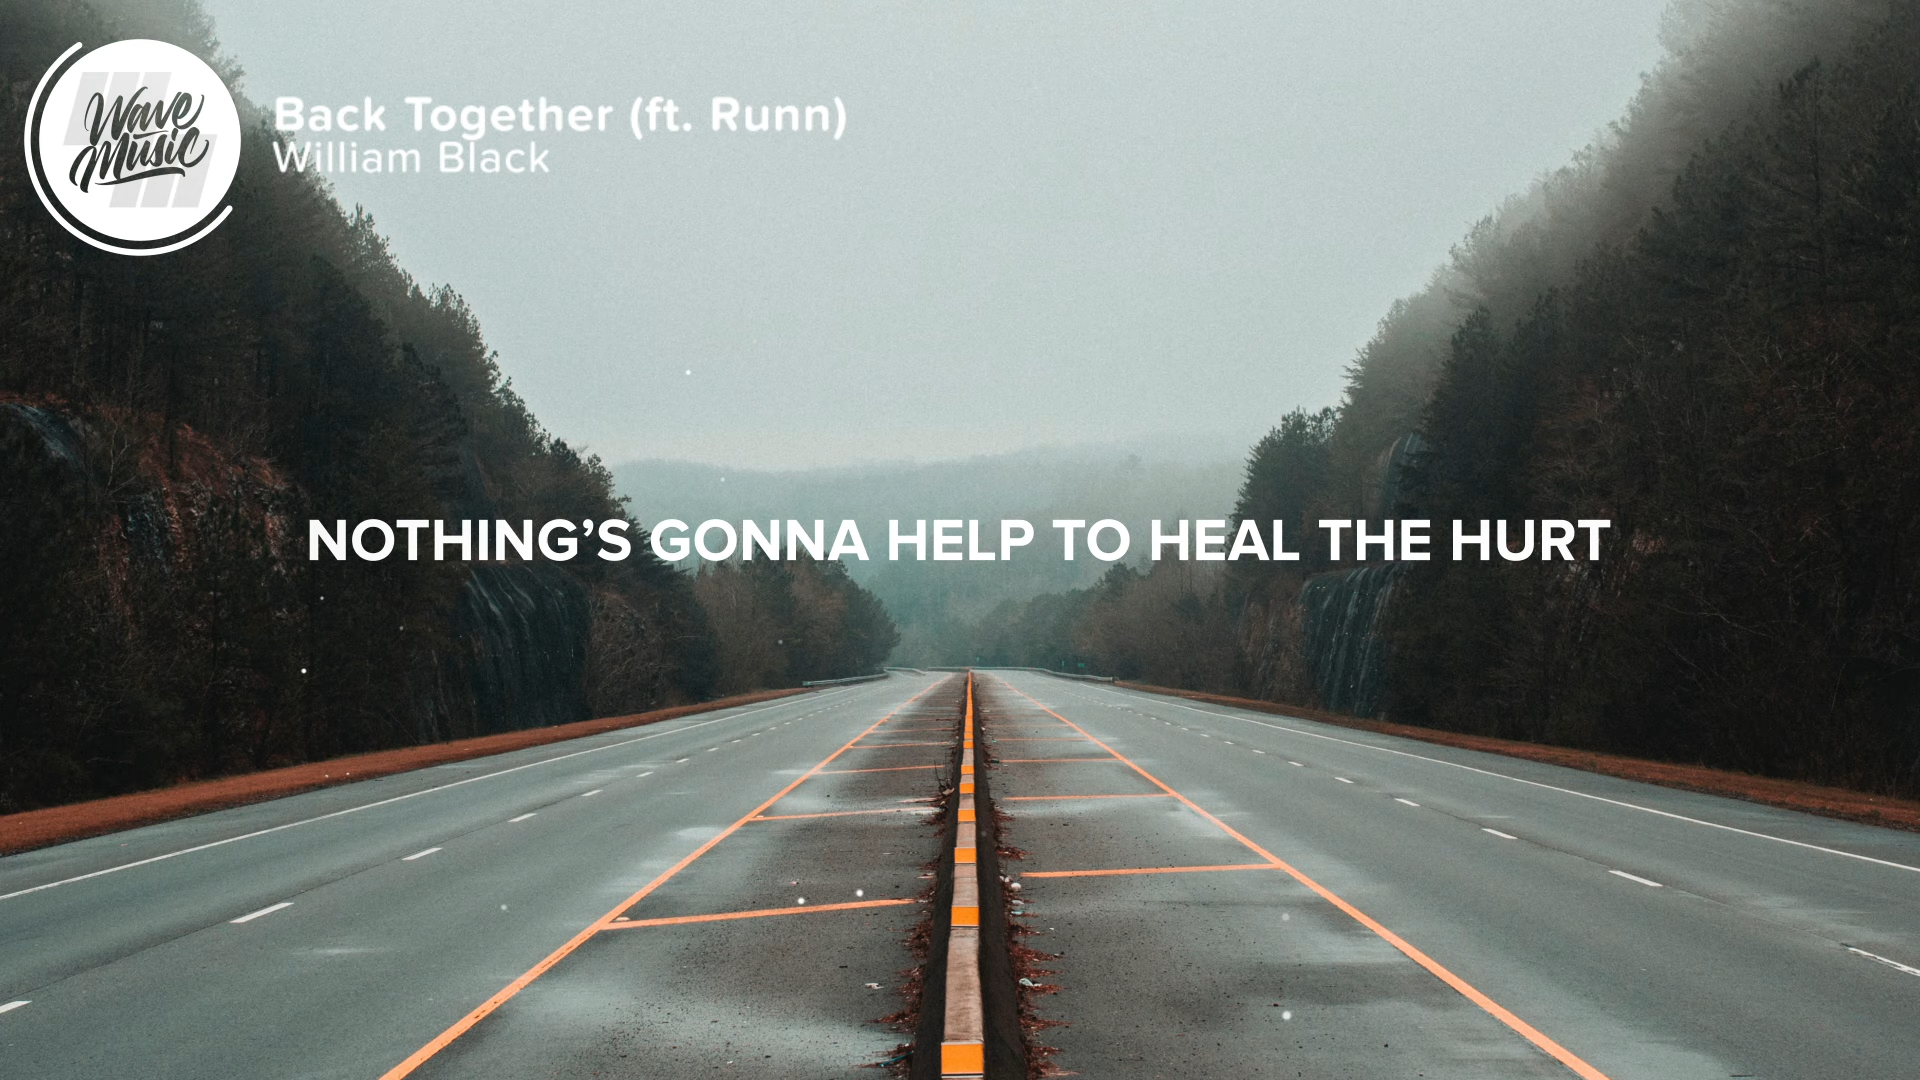 Wave
Music
Back Together (ft. Runn)
William Black
NOTHING’S GONNA HELP TO HEAL THE HURT